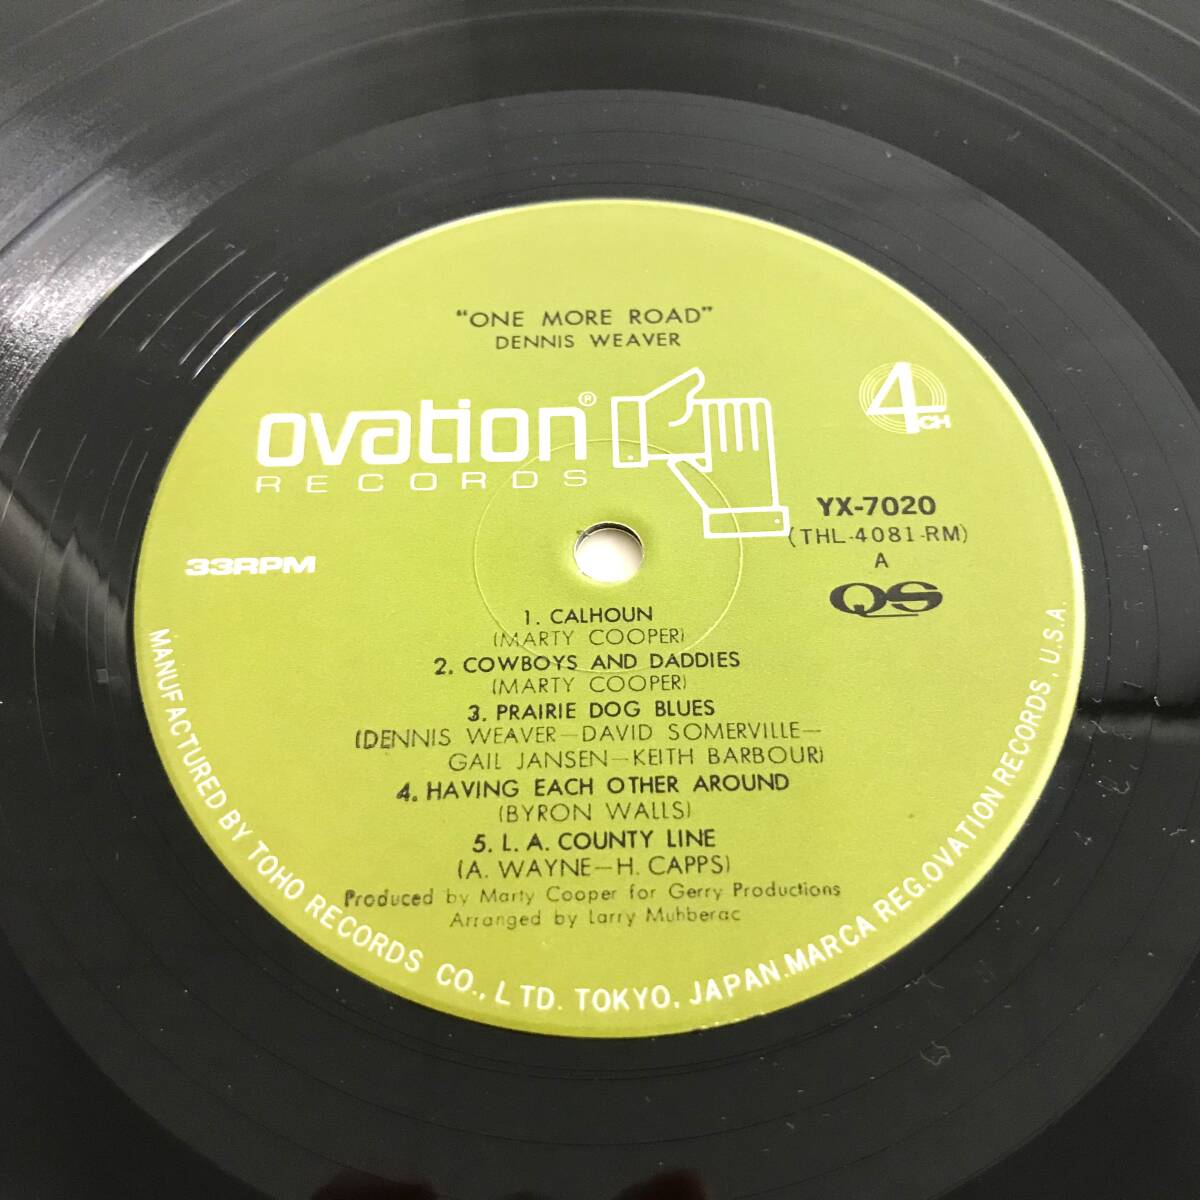 "ONE MORE ROAD"
DENNIS WEAVER
ovation®
RECORDS
4CH
YX-7020
(THL-4081-RM)
A
QS
33RPM
1. CALHOUN
(MARTY COOPER)
2. COWBOYS AND DADDIES
(MARTY COOPER)
3. PRAIRIE DOG BLUES
(DENNIS WEAVER—DAVID SOMERVILLE—
GAIL JANSEN—KEITH BARBOUR)
4. HAVING EACH OTHER AROUND
(BYRON WALLS)
5. L. A. COUNTY LINE
(A. WAYNE—H. CAPPS)
Produced by Marty Cooper for Gerry Productions
Arranged by Larry Muhberac
MANUFACTURED BY TOHO RECORDS CO., LTD. TOKYO, JAPAN. MARCA REG. OVATION RECORDS, U.S.A.